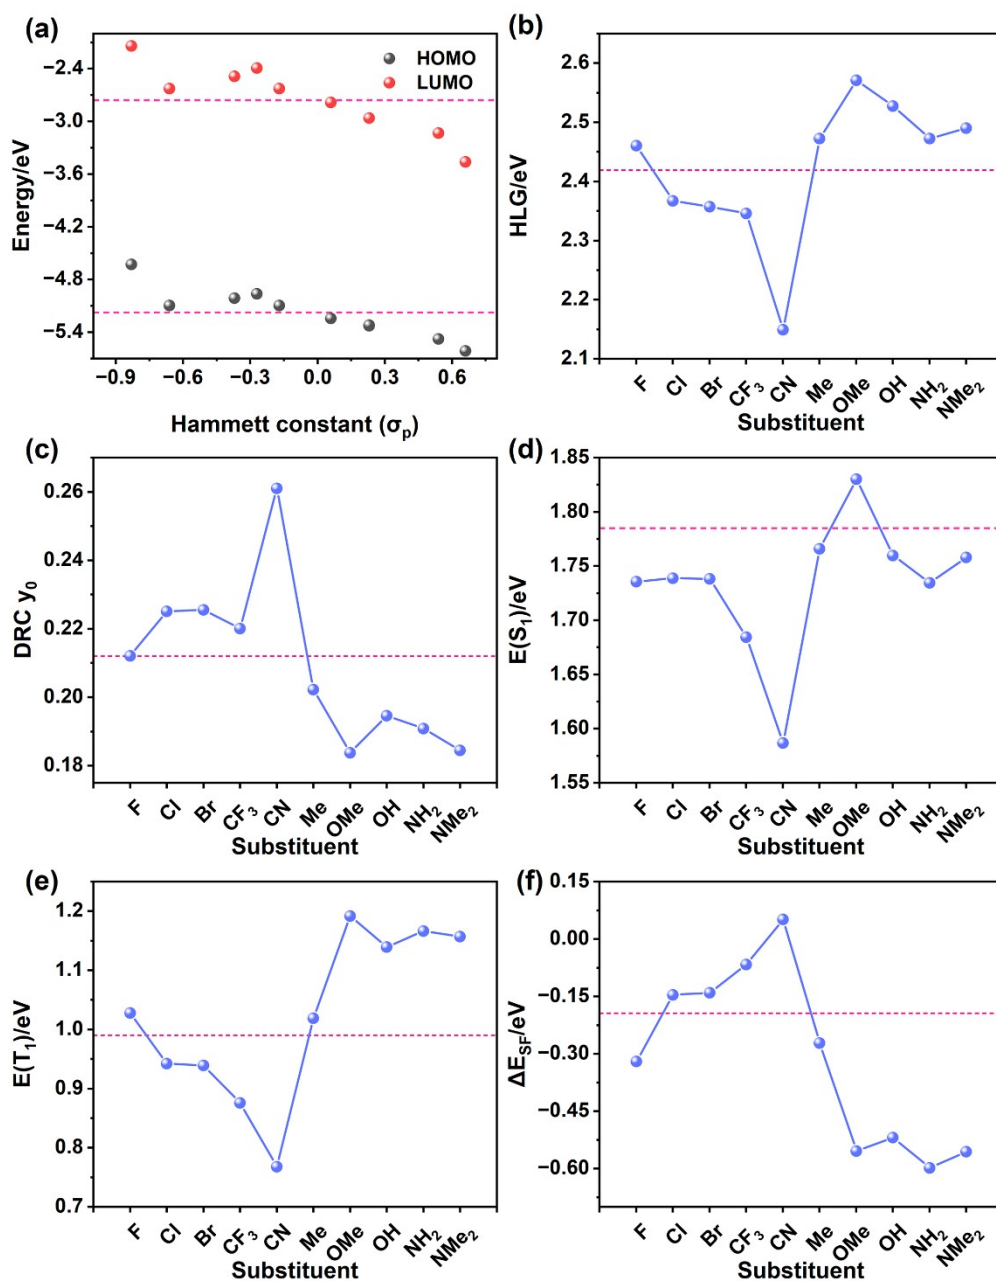 (a)
HOMO
LUMO
Energy/eV
−2.4
−3.0
−3.6
−4.2
−4.8
−5.4
−0.9 −0.6 −0.3 0.0 0.3 0.6
Hammett constant (σp)
(b)
HLG/eV
2.6
2.5
2.4
2.3
2.2
2.1
F Cl Br CF3 CN Me OMe OH NH2 NMe2
Substituent
(c)
DRC y0
0.26
0.24
0.22
0.20
0.18
F Cl Br CF3 CN Me OMe OH NH2 NMe2
Substituent
(d)
E(S1)/eV
1.85
1.80
1.75
1.70
1.65
1.60
1.55
F Cl Br CF3 CN Me OMe OH NH2 NMe2
Substituent
(e)
E(T1)/eV
1.2
1.1
1.0
0.9
0.8
0.7
F Cl Br CF3 CN Me OMe OH NH2 NMe2
Substituent
(f)
ΔESF/eV
0.15
0.00
−0.15
−0.30
−0.45
−0.60
F Cl Br CF3 CN Me OMe OH NH2 NMe2
Substituent